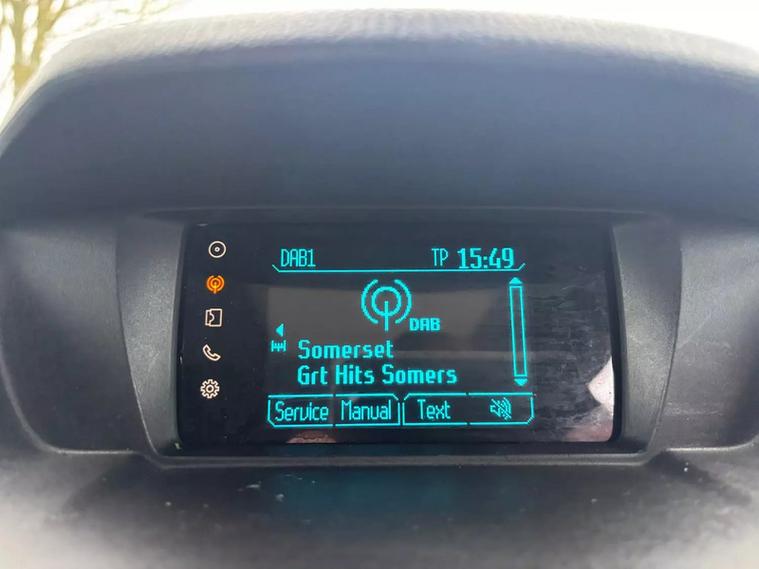 DAB1 TP 15:49
DAB
Somerset
Grt Hits Somers
Service Manual Text